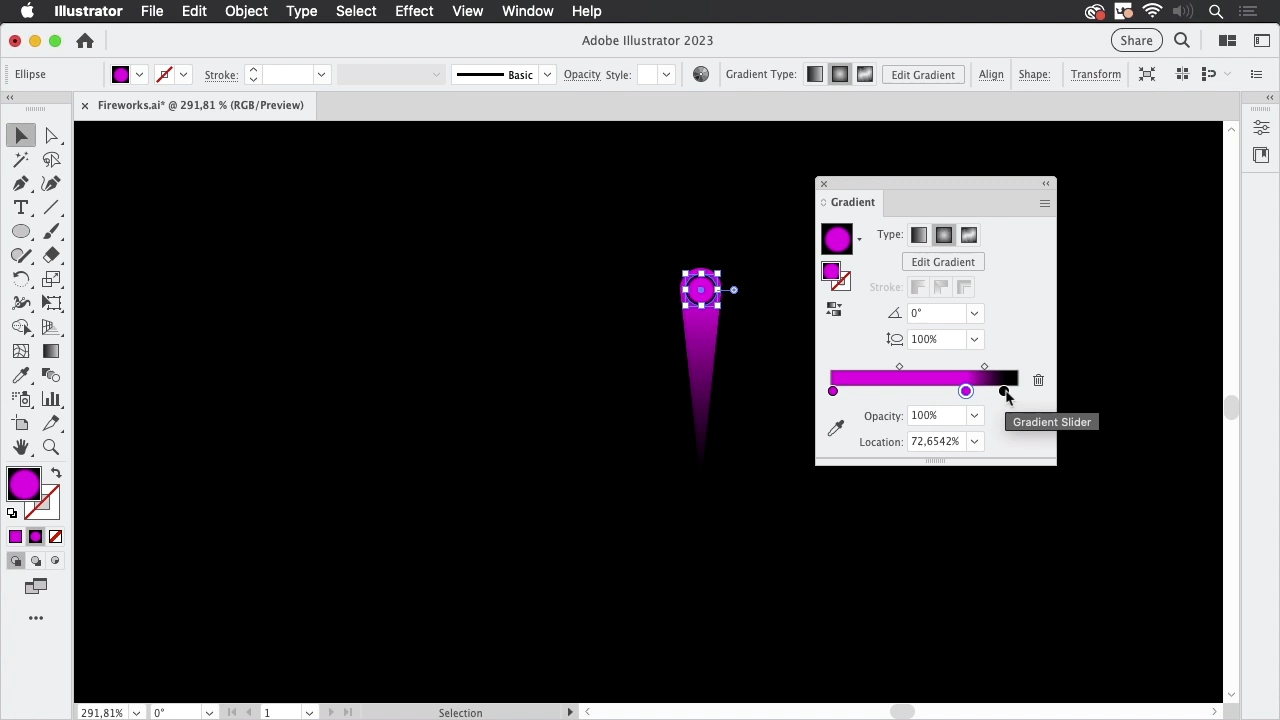 Illustrator File Edit Object Type Select Effect View Window Help
Adobe Illustrator 2023
Share
Ellipse
Stroke:
Basic
Opacity
Style:
Gradient Type:
Edit Gradient
Align
Shape:
Transform
Fireworks.ai* @ 291,81 % (RGB/Preview)
Gradient
Type:
Edit Gradient
Stroke:
0°
100%
Opacity: 100%
Gradient Slider
Location: 72,6542%
291,81%
0°
1
Selection